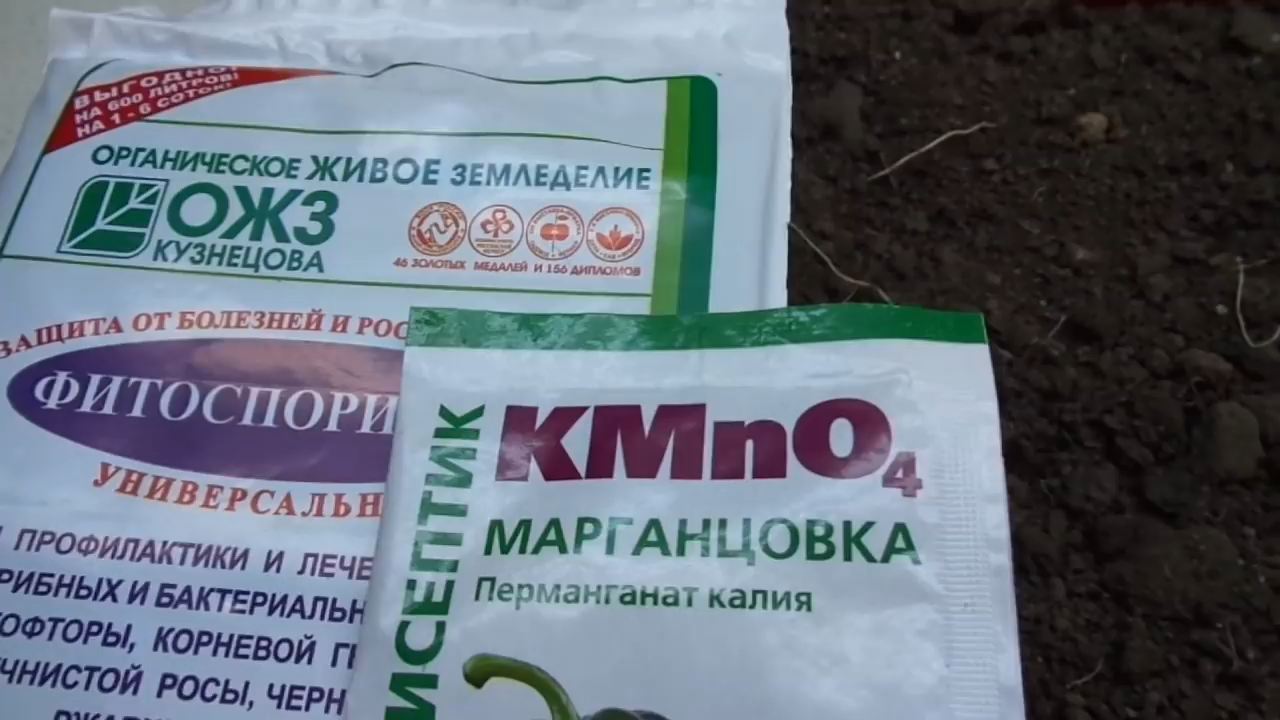 ВЫГОДНО!
НА 600 ЛИТРОВ!
НА 1 - 6 СОТОК!
ОРГАНИЧЕСКОЕ ЖИВОЕ ЗЕМЛЕДЕЛИЕ
ОЖЗ
КУЗНЕЦОВА
46 ЗОЛОТЫХ МЕДАЛЕЙ И 156 ДИПЛОМОВ
ЗАЩИТА ОТ БОЛЕЗНЕЙ И РОС
ФИТОСПОРИ
УНИВЕРСАЛЬН
ПРОФИЛАКТИКИ И ЛЕЧЕ
РИБНЫХ И БАКТЕРИАЛЬН
ОФТОРЫ, КОРНЕВОЙ Г
ЧНИСТОЙ РОСЫ, ЧЕРН
ИСЕПТИК
KMnO4
МАРГАНЦОВКА
Перманганат калия